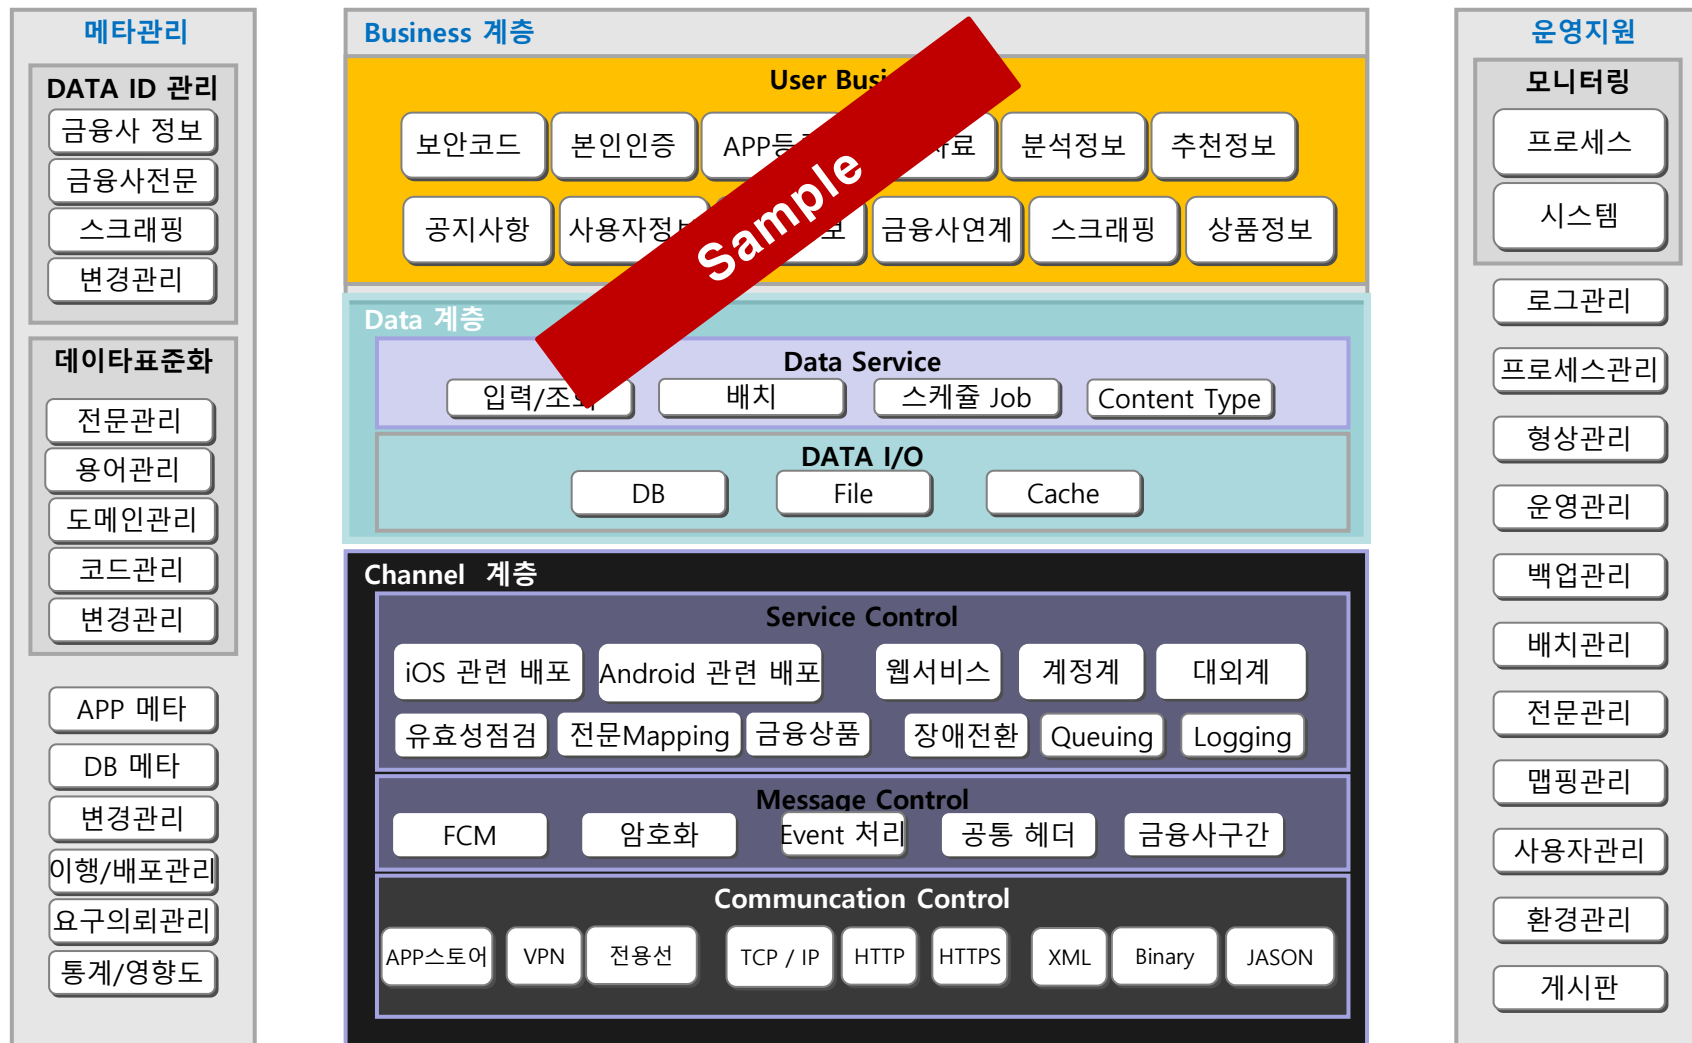 메타관리
DATA ID 관리
금융사 정보
금융사전문
스크래핑
변경관리
데이타표준화
전문관리
용어관리
도메인관리
코드관리
변경관리
APP 메타
DB 메타
변경관리
이행/배포관리
요구의뢰관리
통계/영향도
Business 계층
User
보안코드 본인인증 분석정보 추천정보
공지사항 금융사연계 스크래핑 상품정보
Sample
Data 계층
Data Service
배치 스케쥴 Job Content Type
DATA I/O
DB File Cache
Channel 계층
Service Control
iOS 관련 배포 Android 관련 배포 웹서비스 계정계 대외계
유효성점검 전문Mapping 금융상품 장애전환 Queuing Logging
Message Control
FCM 암호화 Event 처리 공통 헤더 금융사구간
Communcation Control
APP스토어 VPN 전용선 TCP / IP HTTP HTTPS XML Binary JASON
운영지원
모니터링
프로세스
시스템
로그관리
프로세스관리
형상관리
운영관리
백업관리
배치관리
전문관리
맵핑관리
사용자관리
환경관리
게시판